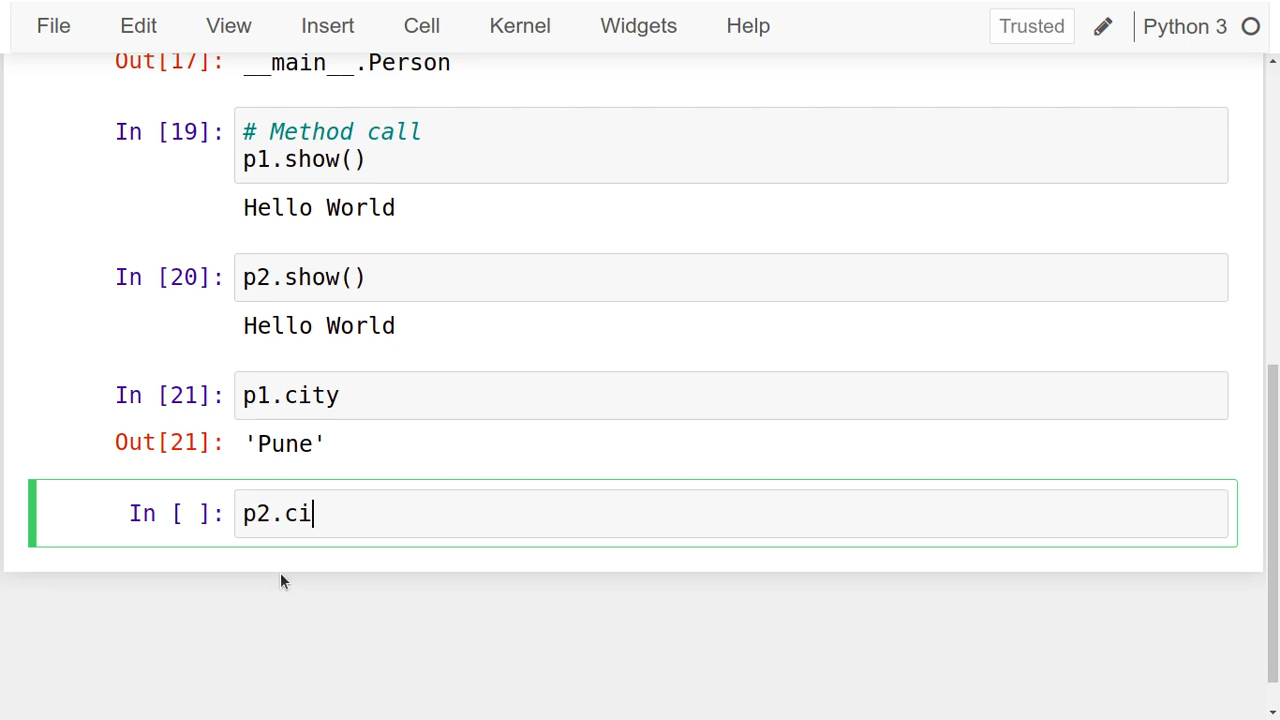 File Edit View Insert Cell Kernel Widgets Help Trusted Python 3
Out[17]: __main__.Person
In [19]: # Method call
p1.show()
Hello World
In [20]: p2.show()
Hello World
In [21]: p1.city
Out[21]: 'Pune'
In [ ]: p2.ci